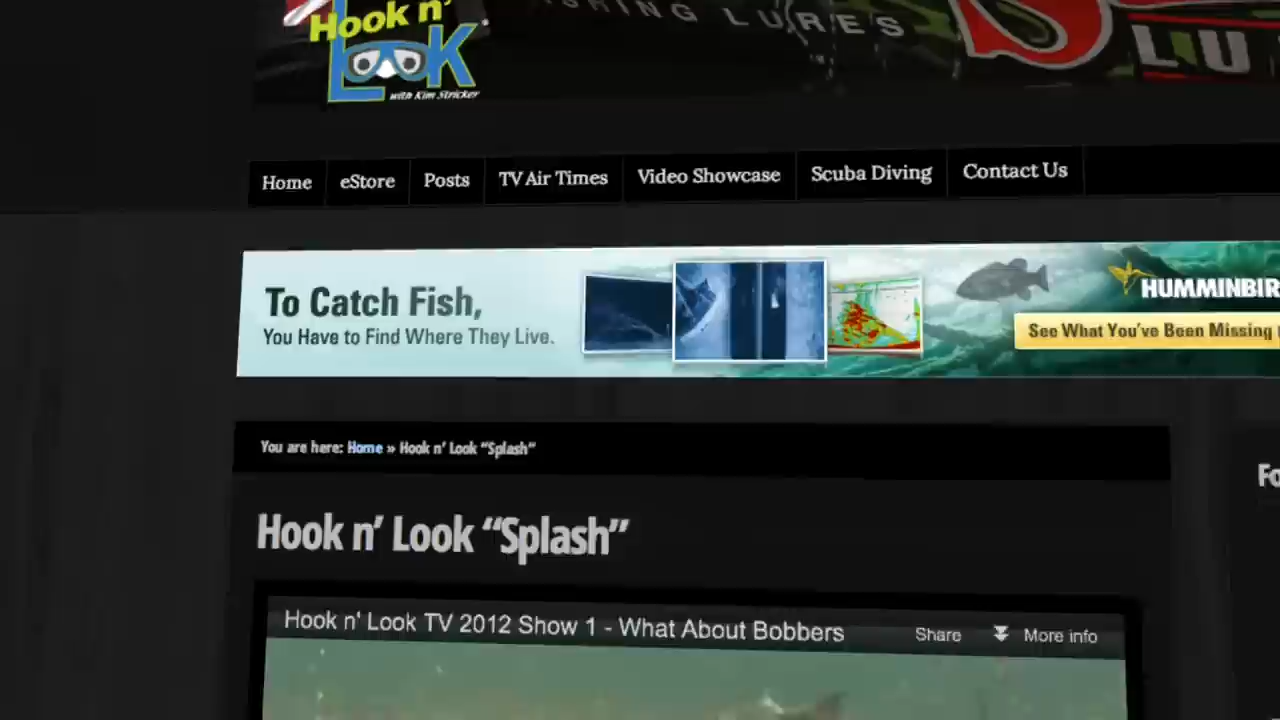 Hook n'
LOOK
with Kim Stricker
FISHING LURES
LU
Home
eStore
Posts
TV Air Times
Video Showcase
Scuba Diving
Contact Us
To Catch Fish,
You Have to Find Where They Live.
HUMMINBIR
See What You've Been Missing
You are here: Home » Hook n' Look “Splash”
Fo
Hook n' Look “Splash”
Hook n' Look TV 2012 Show 1 - What About Bobbers
Share
More info